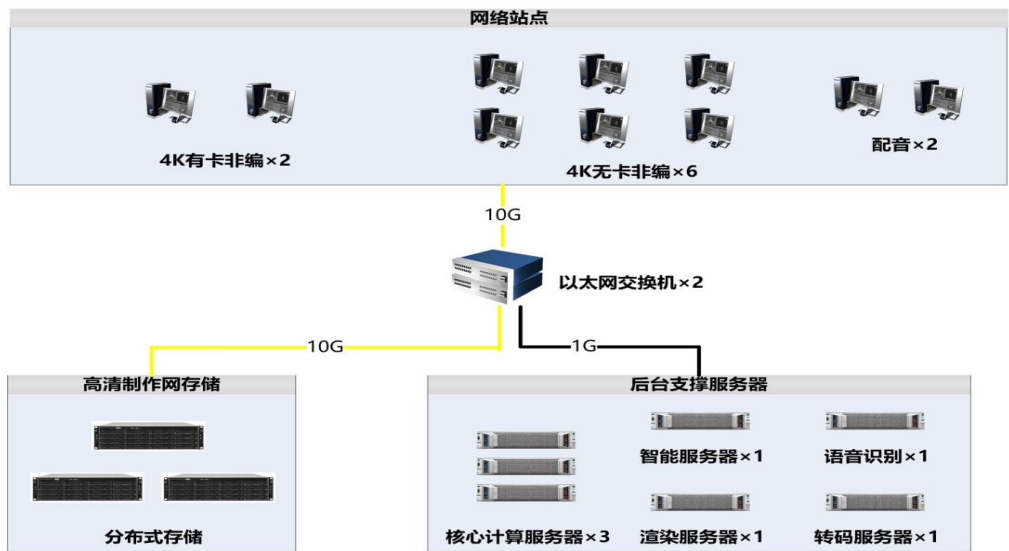 网络站点
4K有卡非编×2
4K无卡非编×6
配音×2
10G
以太网交换机×2
10G
1G
高清制作网存储
后台支撑服务器
智能服务器×1
语音识别×1
分布式存储
核心计算服务器×3
渲染服务器×1
转码服务器×1